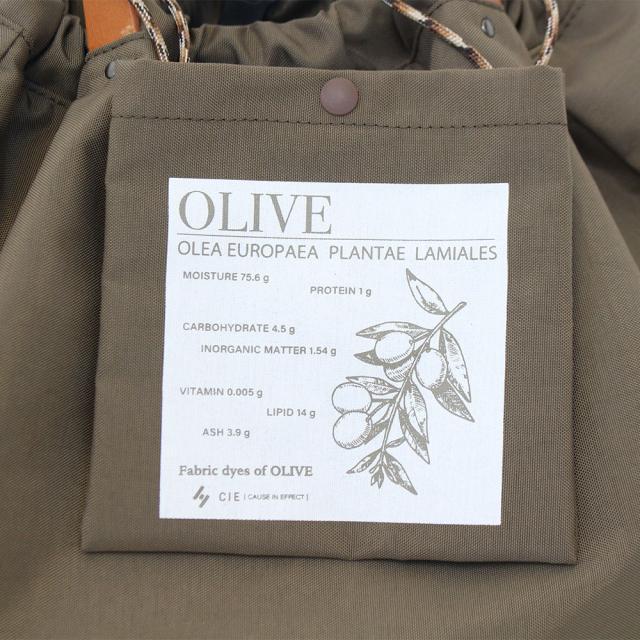 OLIVE
OLEA EUROPAEA PLANTAE LAMIALES
MOISTURE 75.6 g
PROTEIN 1 g
CARBOHYDRATE 4.5 g
INORGANIC MATTER 1.54 g
VITAMIN 0.005 g
LIPID 14 g
ASH 3.9 g
Fabric dyes of OLIVE
CIE [ CAUSE IN EFFECT ]